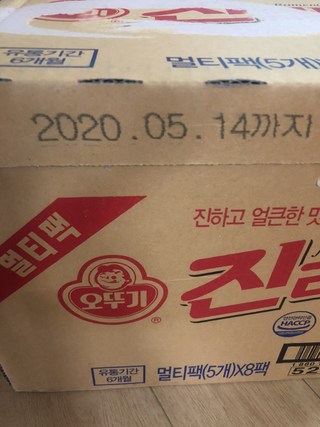 유통기간
6개월
멀티팩(5개)
2020.05.14까지
진하고 얼큰한 맛
멀티팩
오뚜기
®
진
HACCP
유통기간
6개월
멀티팩(5개)X8팩